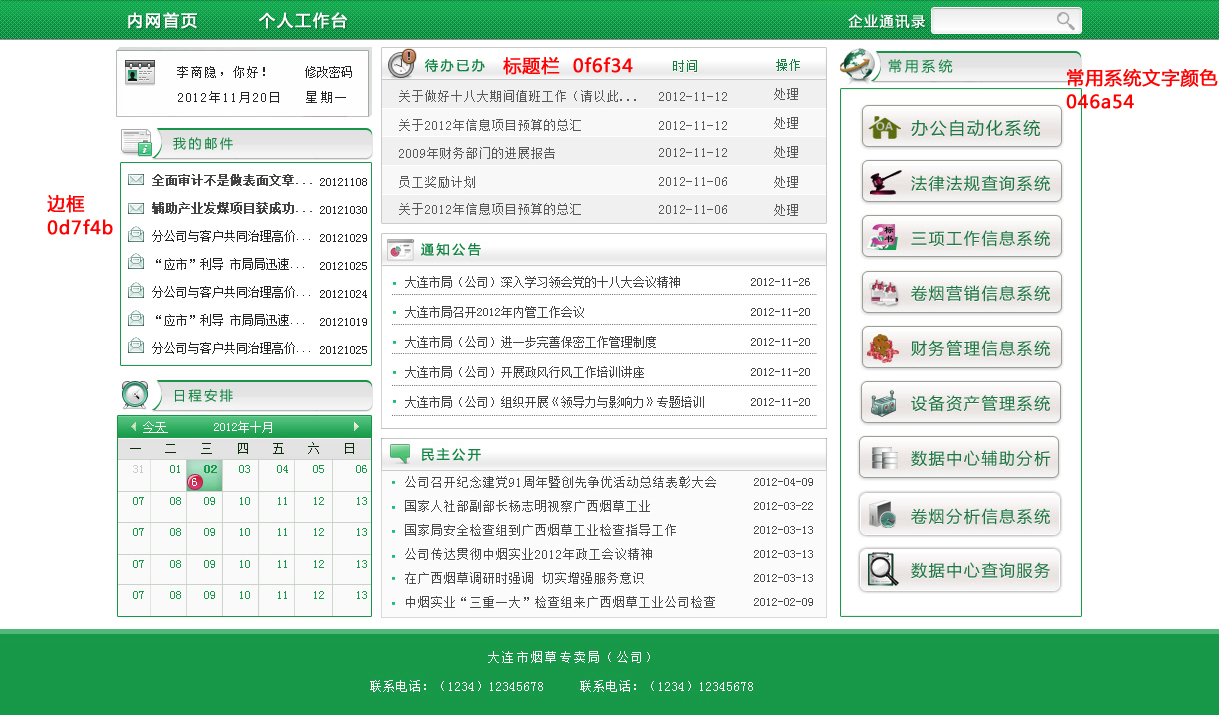 内网首页 个人工作台 企业通讯录
李商隐，你好！ 修改密码
2012年11月20日 星期一
我的邮件
全面审计不是做表面文章... 20121108
辅助产业发煤项目获成功... 20121030
分公司与客户共同治理高价... 20121029
“应市”利导 市局局迅速... 20121025
分公司与客户共同治理高价... 20121024
“应市”利导 市局局迅速... 20121019
分公司与客户共同治理高价... 20121025
边框
0d7f4b
日程安排
今天 2012年十月
一 二 三 四 五 六 日
31 01 02 03 04 05 06
6
07 08 09 10 11 12 13
07 08 09 10 11 12 13
07 08 09 10 11 12 13
07 08 09 10 11 12 13
待办已办 标题栏 0f6f34 时间 操作
关于做好十八大期间值班工作（请以此... 2012-11-12 处理
关于2012年信息项目预算的总汇 2012-11-12 处理
2009年财务部门的进展报告 2012-11-12 处理
员工奖励计划 2012-11-06 处理
关于2012年信息项目预算的总汇 2012-11-06 处理
通知公告
大连市局（公司）深入学习领会党的十八大会议精神 2012-11-26
大连市局召开2012年内管工作会议 2012-11-20
大连市局（公司）进一步完善保密工作管理制度 2012-11-20
大连市局（公司）开展政风行风工作培训讲座 2012-11-20
大连市局（公司）组织开展《领导力与影响力》专题培训 2012-11-20
民主公开
公司召开纪念建党91周年暨创先争优活动总结表彰大会 2012-04-09
国家人社部副部长杨志明视察广西烟草工业 2012-03-22
国家局安全检查组到广西烟草工业检查指导工作 2012-03-13
公司传达贯彻中烟实业2012年政工会议精神 2012-03-13
在广西烟草调研时强调 切实增强服务意识 2012-03-13
中烟实业“三重一大”检查组来广西烟草工业公司检查 2012-02-09
常用系统
常用系统文字颜色
046a54
OA 办公自动化系统
法律法规查询系统
标书 三项工作信息系统
卷烟营销信息系统
财务管理信息系统
设备资产管理系统
数据中心辅助分析
卷烟分析信息系统
数据中心查询服务
大连市烟草专卖局（公司）
联系电话：（1234）12345678 联系电话：（1234）12345678